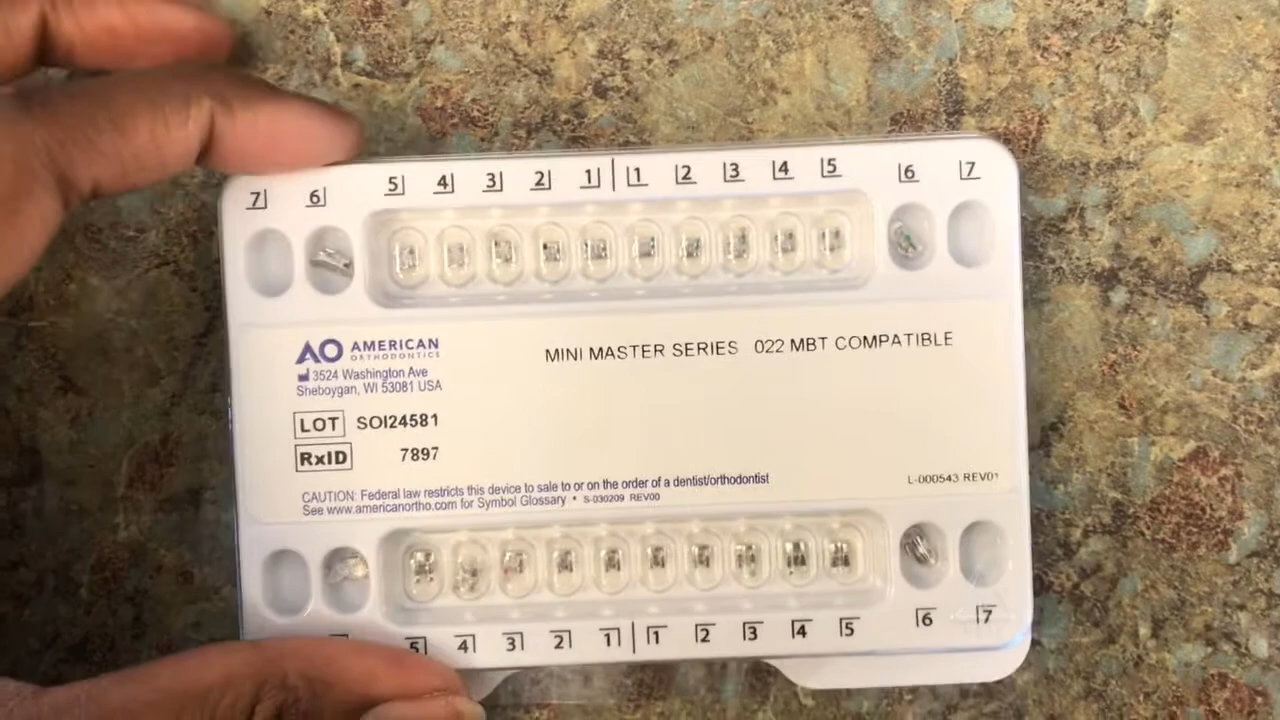 7 6 5 4 3 2 1 1 2 3 4 5 6 7
AO AMERICAN
ORTHODONTICS
3524 Washington Ave
Sheboygan, WI 53081 USA
MINI MASTER SERIES 022 MBT COMPATIBLE
LOT SOI24581
RxID 7897
CAUTION: Federal law restricts this device to sale to or on the order of a dentist/orthodontist
See www.americanortho.com for Symbol Glossary * S-030209 REV00
L-000543 REV01
5 4 3 2 1 1 2 3 4 5 6 7